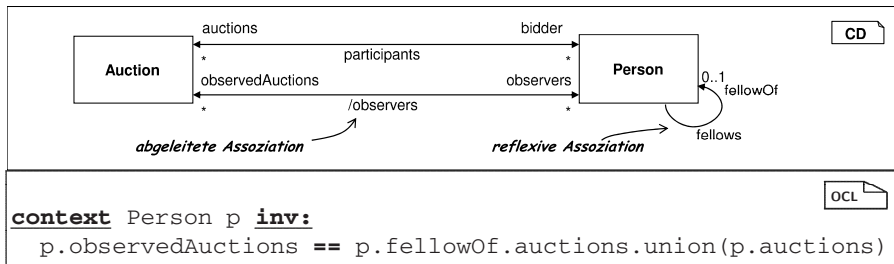 auctions
bidder
CD
Auction
participants
Person
*
*
observedAuctions
observers
0..1
fellowOf
*
/observers
*
fellows
abgeleitete Assoziation
reflexive Assoziation
OCL
context Person p inv:
p.observedAuctions == p.fellowOf.auctions.union(p.auctions)